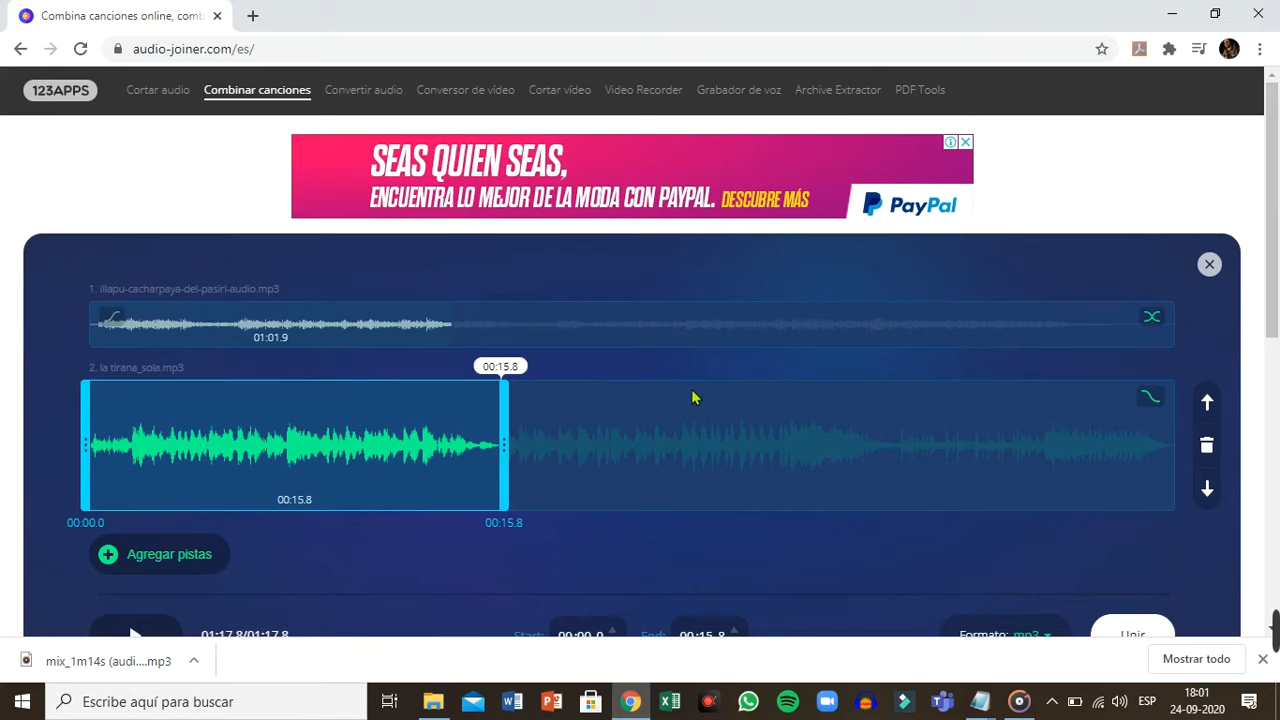 Combina canciones online, comb
audio-joiner.com/es/
123APPS
Cortar audio
Combinar canciones
Convertir audio
Conversor de vídeo
Cortar vídeo
Video Recorder
Grabador de voz
Archive Extractor
PDF Tools
SEAS QUIEN SEAS,
ENCUENTRA LO MEJOR DE LA MODA CON PAYPAL. DESCUBRE MÁS
PayPal
1. illapu-cacharpaya-del-pasiri-audio.mp3
01:01.9
2. la tirana_sola.mp3
00:15.8
00:15.8
00:00.0
00:15.8
Agregar pistas
01:17.8/01:17.8
Start:
00:00.0
End:
00:15.8
Formato: mp3
Unir
mix_1m14s (audi....mp3
Mostrar todo
Escribe aquí para buscar
ESP
18:01
24-09-2020